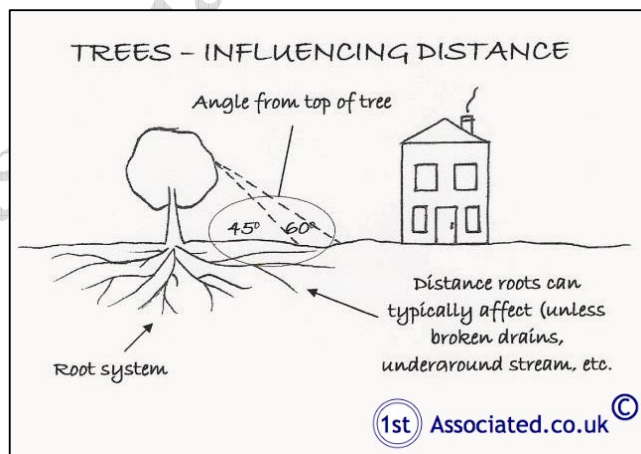 TREES – INFLUENCING DISTANCE
Angle from top of tree
45° 60°
Distance roots can
typically affect (unless
broken drains,
underaround stream, etc.
Root system
1st Associated.co.uk ©